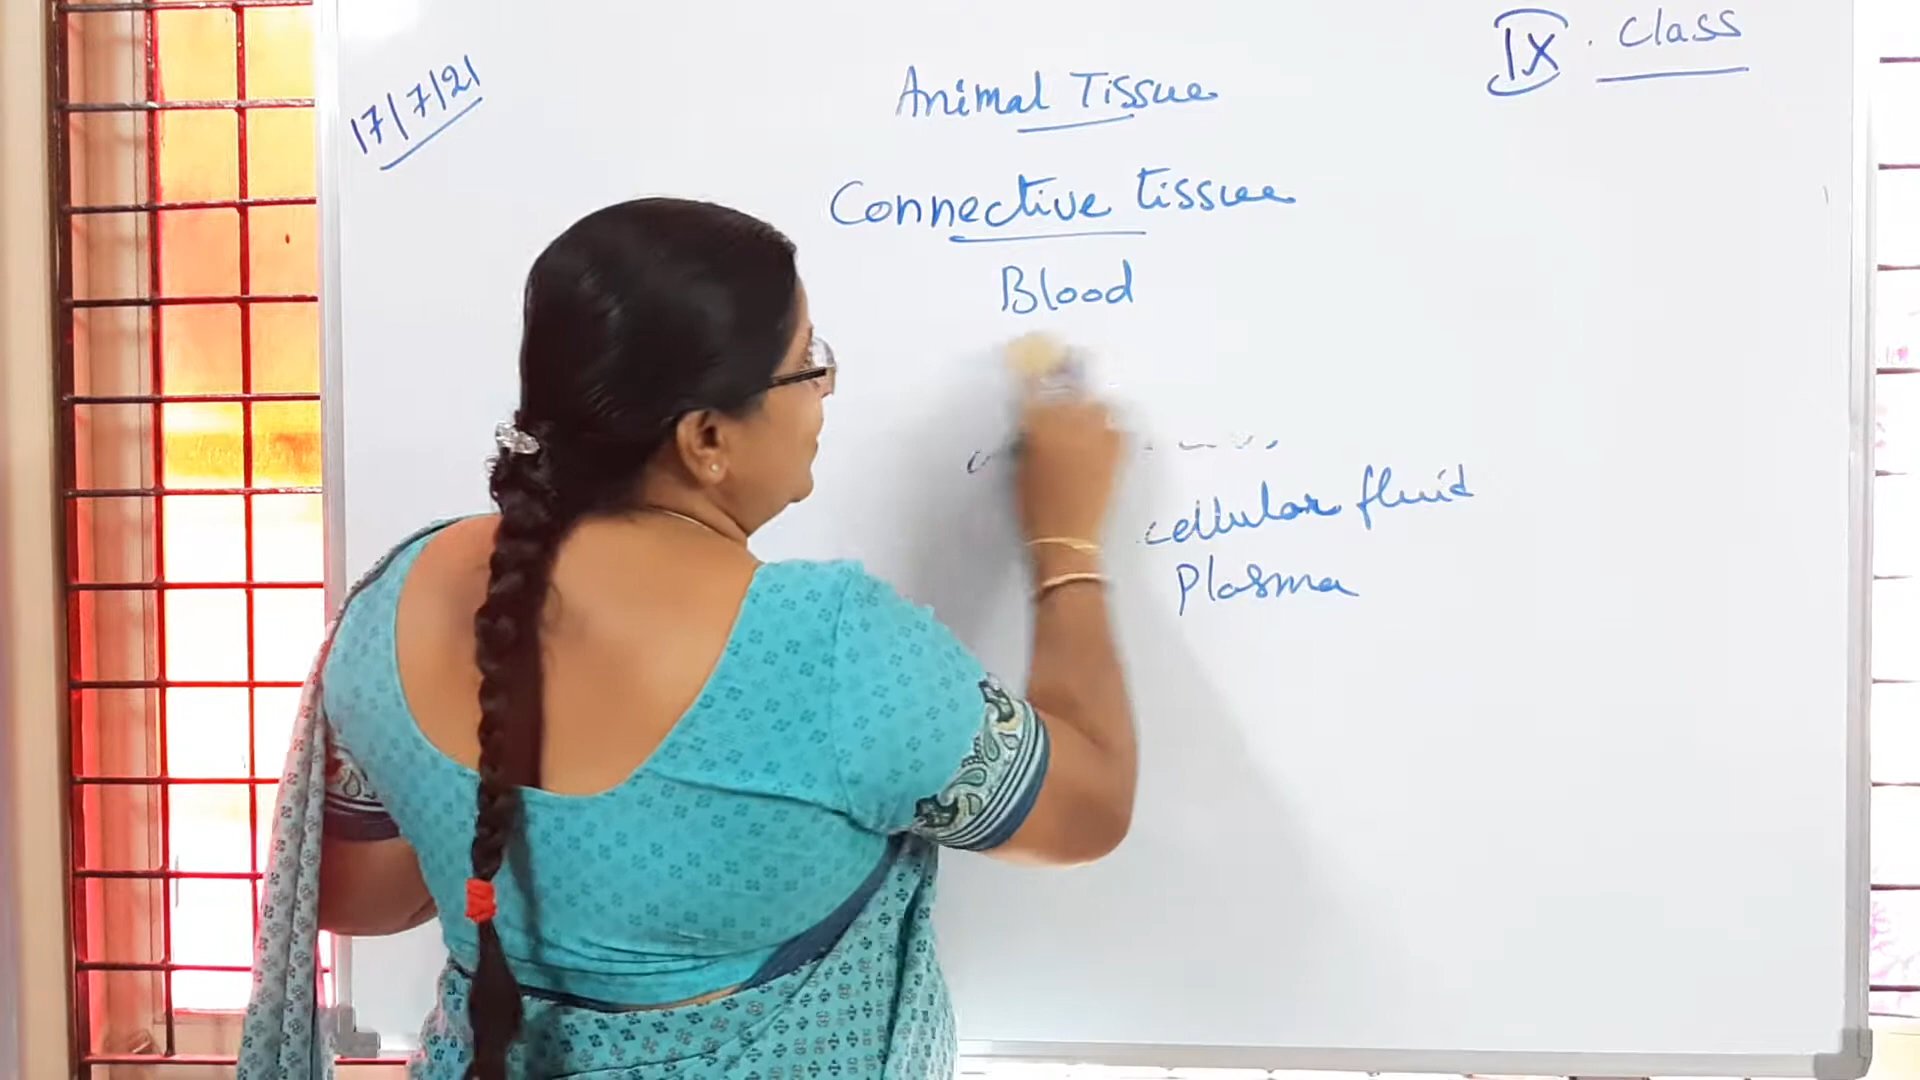 17/7/21
IX. Class
Animal Tissue
Connective tissue
Blood
cellular fluid
Plasma